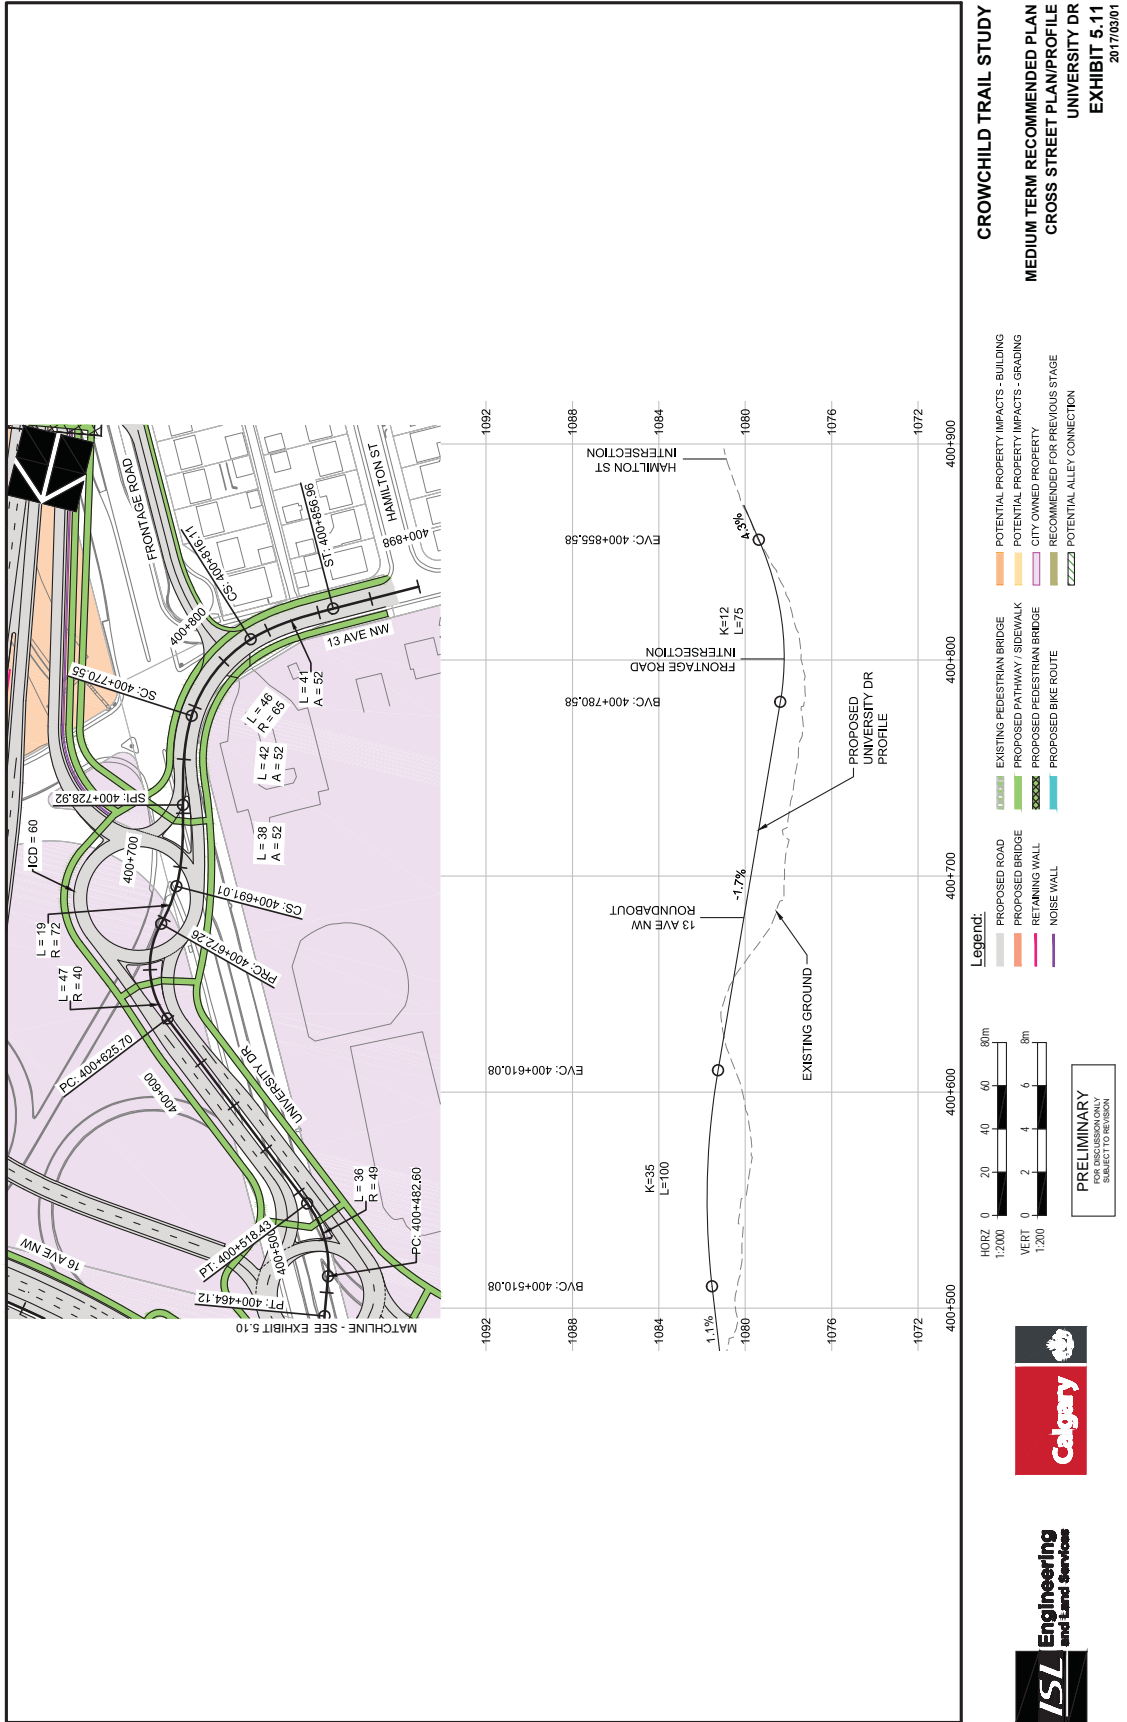 CROWCHILD TRAIL STUDY
MEDIUM TERM RECOMMENDED PLAN
CROSS STREET PLAN/PROFILE
UNIVERSITY DR
EXHIBIT 5.11
2017/03/01
MATCHLINE - SEE EXHIBIT 5.10
16 AVE NW
PT: 400+464.12
PC: 400+482.60
400+500
PT: 400+518.43
L = 36
R = 49
UNIVERSITY DR
400+600
PC: 400+625.70
L = 47
R = 40
L = 19
R = 72
PRC: 400+672.26
ICD = 60
CS: 400+691.01
400+700
SPI: 400+728.92
L = 38
A = 52
L = 42
A = 52
SC: 400+770.55
L = 46
R = 65
400+800
CS: 400+816.11
L = 41
A = 52
FRONTAGE ROAD
13 AVE NW
ST: 400+856.96
HAMILTON ST
400+898
1092
1088
1084
1080
1076
1072
1092
1088
1084
1080
1076
1072
400+500
400+600
400+700
400+800
400+900
1.1%
BVC: 400+510.08
K=35
L=100
EVC: 400+610.08
EXISTING GROUND
13 AVE NW
ROUNDABOUT
-1.7%
PROPOSED
UNIVERSITY DR
PROFILE
BVC: 400+780.58
FRONTAGE ROAD
INTERSECTION
K=12
L=75
EVC: 400+855.58
4.3%
HAMILTON ST
INTERSECTION
ISL Engineering
and Land Services
Calgary
HORZ
1:2000
0 20 40 60 80m
VERT
1:200
0 2 4 6 8m
PRELIMINARY
FOR DISCUSSION ONLY
SUBJECT TO REVISION
Legend:
PROPOSED ROAD
PROPOSED BRIDGE
RETAINING WALL
NOISE WALL
EXISTING PEDESTRIAN BRIDGE
PROPOSED PATHWAY / SIDEWALK
PROPOSED PEDESTRIAN BRIDGE
PROPOSED BIKE ROUTE
POTENTIAL PROPERTY IMPACTS - BUILDING
POTENTIAL PROPERTY IMPACTS - GRADING
CITY OWNED PROPERTY
RECOMMENDED FOR PREVIOUS STAGE
POTENTIAL ALLEY CONNECTION